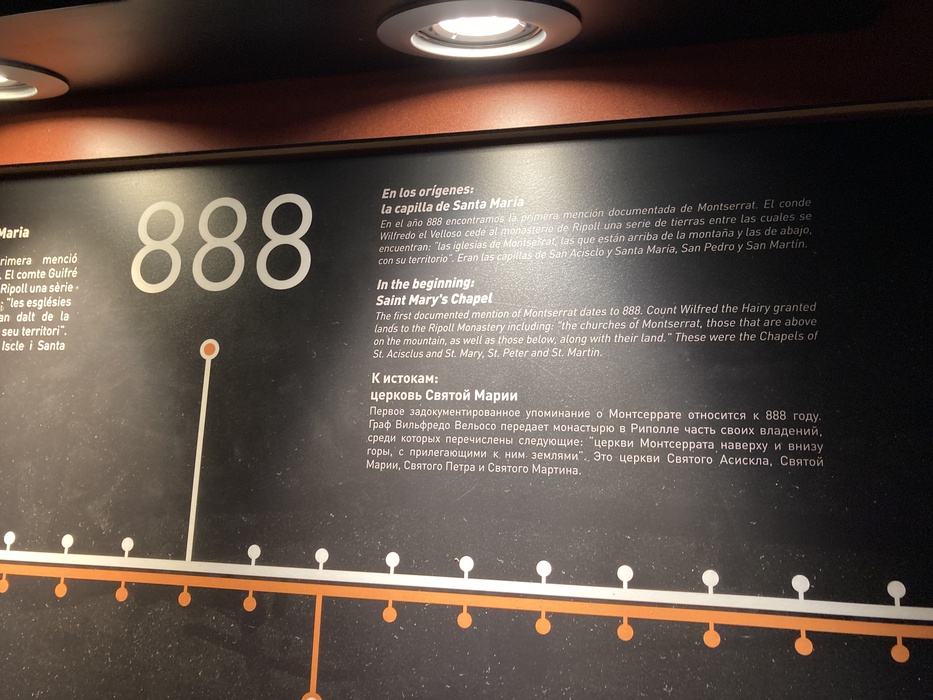 Maria
primera menció
. El comte Guifré
Ripoll una sèrie
; "les esglésies
an dalt de la
seu territori".
Iscle i Santa
888
En los orígenes:
la capilla de Santa María
En el año 888 encontramos la primera mención documentada de Montserrat. El conde
Wilfredo el Velloso cede al monasterio de Ripoll una serie de tierras entre las cuales se
encuentran: "las iglesias de Montserrat, las que están arriba de la montaña y las de abajo,
con su territorio". Eran las capillas de San Acisclo y Santa María, San Pedro y San Martín.
In the beginning:
Saint Mary's Chapel
The first documented mention of Montserrat dates to 888. Count Wilfred the Hairy granted
lands to the Ripoll Monastery including: "the churches of Montserrat, those that are above
on the mountain, as well as those below, along with their land." These were the Chapels of
St. Acisclus and St. Mary, St. Peter and St. Martin.
К истокам:
церковь Святой Марии
Первое задокументированное упоминание о Монтсеррате относится к 888 году.
Граф Вильфредо Вельосо передает монастырю в Риполле часть своих владений,
среди которых перечислены следующие: "церкви Монтсеррата наверху и внизу
горы, с прилегающими к ним землями". Это церкви Святого Асискла, Святой
Марии, Святого Петра и Святого Мартина.